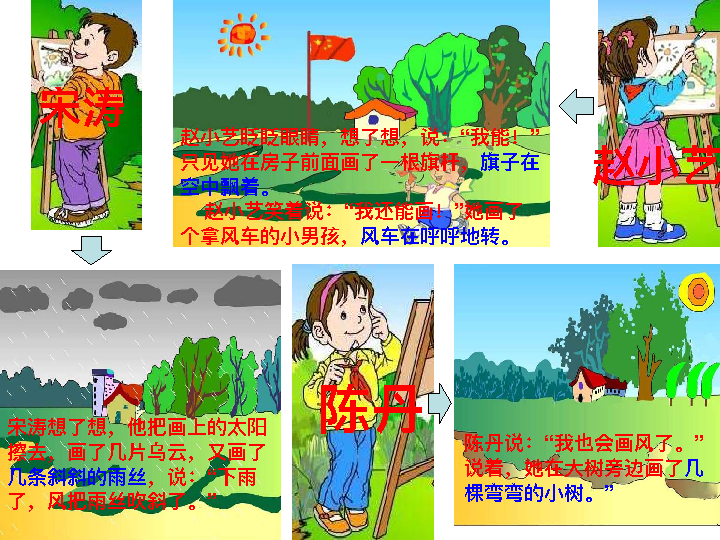 宋涛
赵小艺眨眨眼睛，想了想，说：“我能！”
只见她在房子前面画了一根旗杆，旗子在
空中飘着。
赵小艺笑着说：“我还能画！”她画了
个拿风车的小男孩，风车在呼呼地转。
赵小艺
宋涛想了想，他把画上的太阳
擦去，画了几片乌云，又画了
几条斜斜的雨丝，说：“下雨
了，风把雨丝吹斜了。”
陈丹
陈丹说：“我也会画风了。”
说着，她在大树旁边画了几
棵弯弯的小树。”